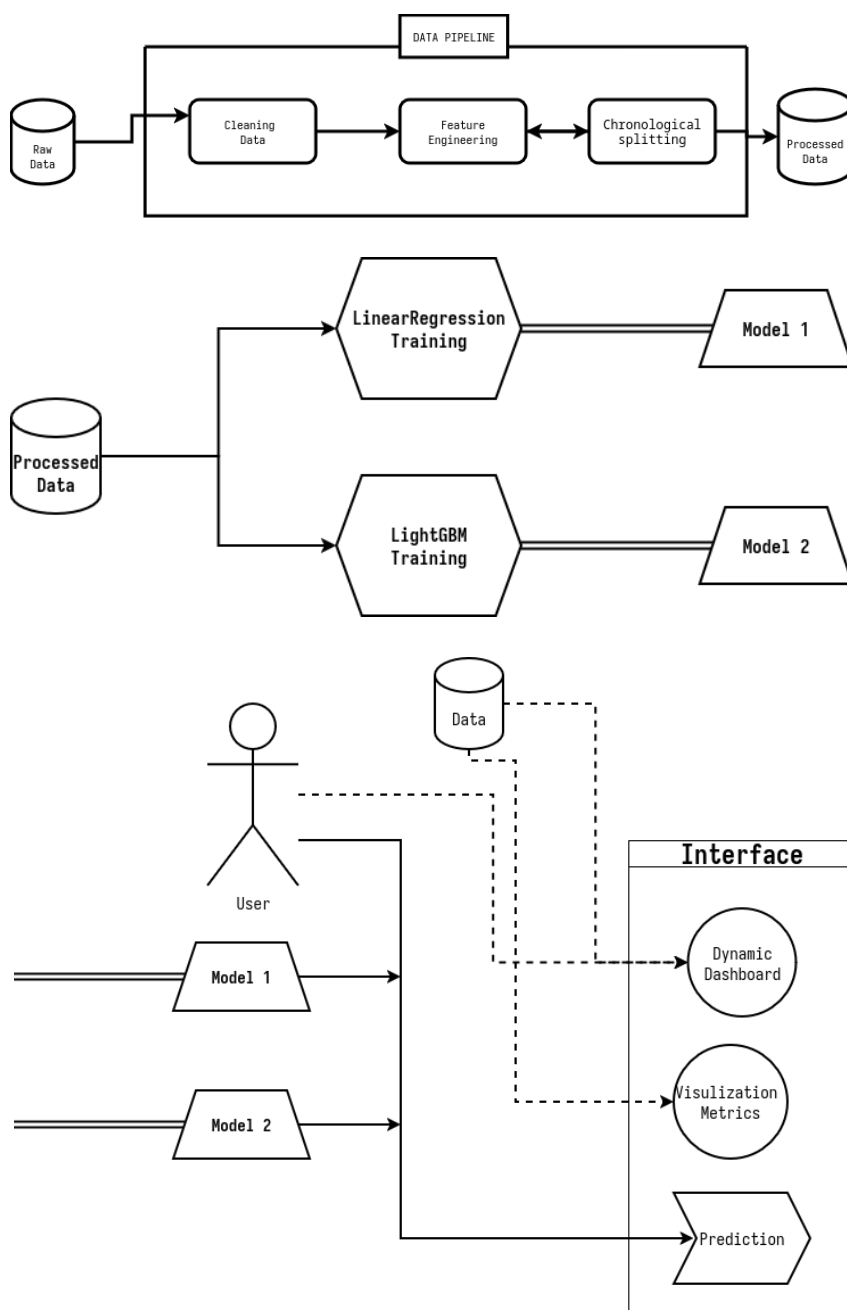 DATA PIPELINE
Raw
Data
Cleaning
Data
Feature
Engineering
Chronological
splitting
Processed
Data
LinearRegression
Training
Model 1
Processed
Data
LightGBM
Training
Model 2
Data
User
Interface
Dynamic
Dashboard
Model 1
Visulization
Metrics
Model 2
Prediction